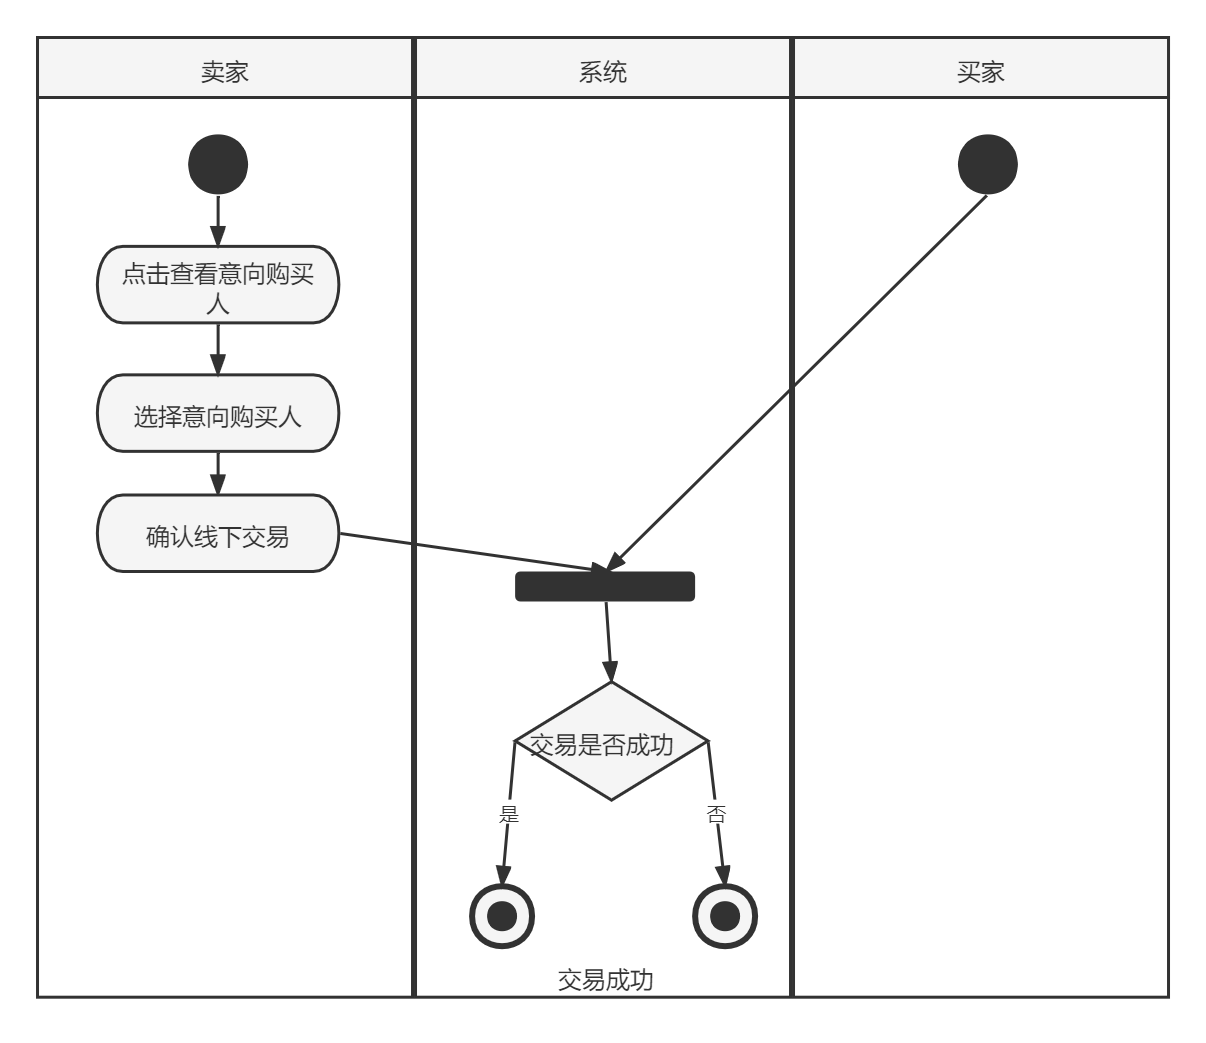 卖家
系统
买家
点击查看意向购买
人
选择意向购买人
确认线下交易
交易是否成功
是
否
交易成功